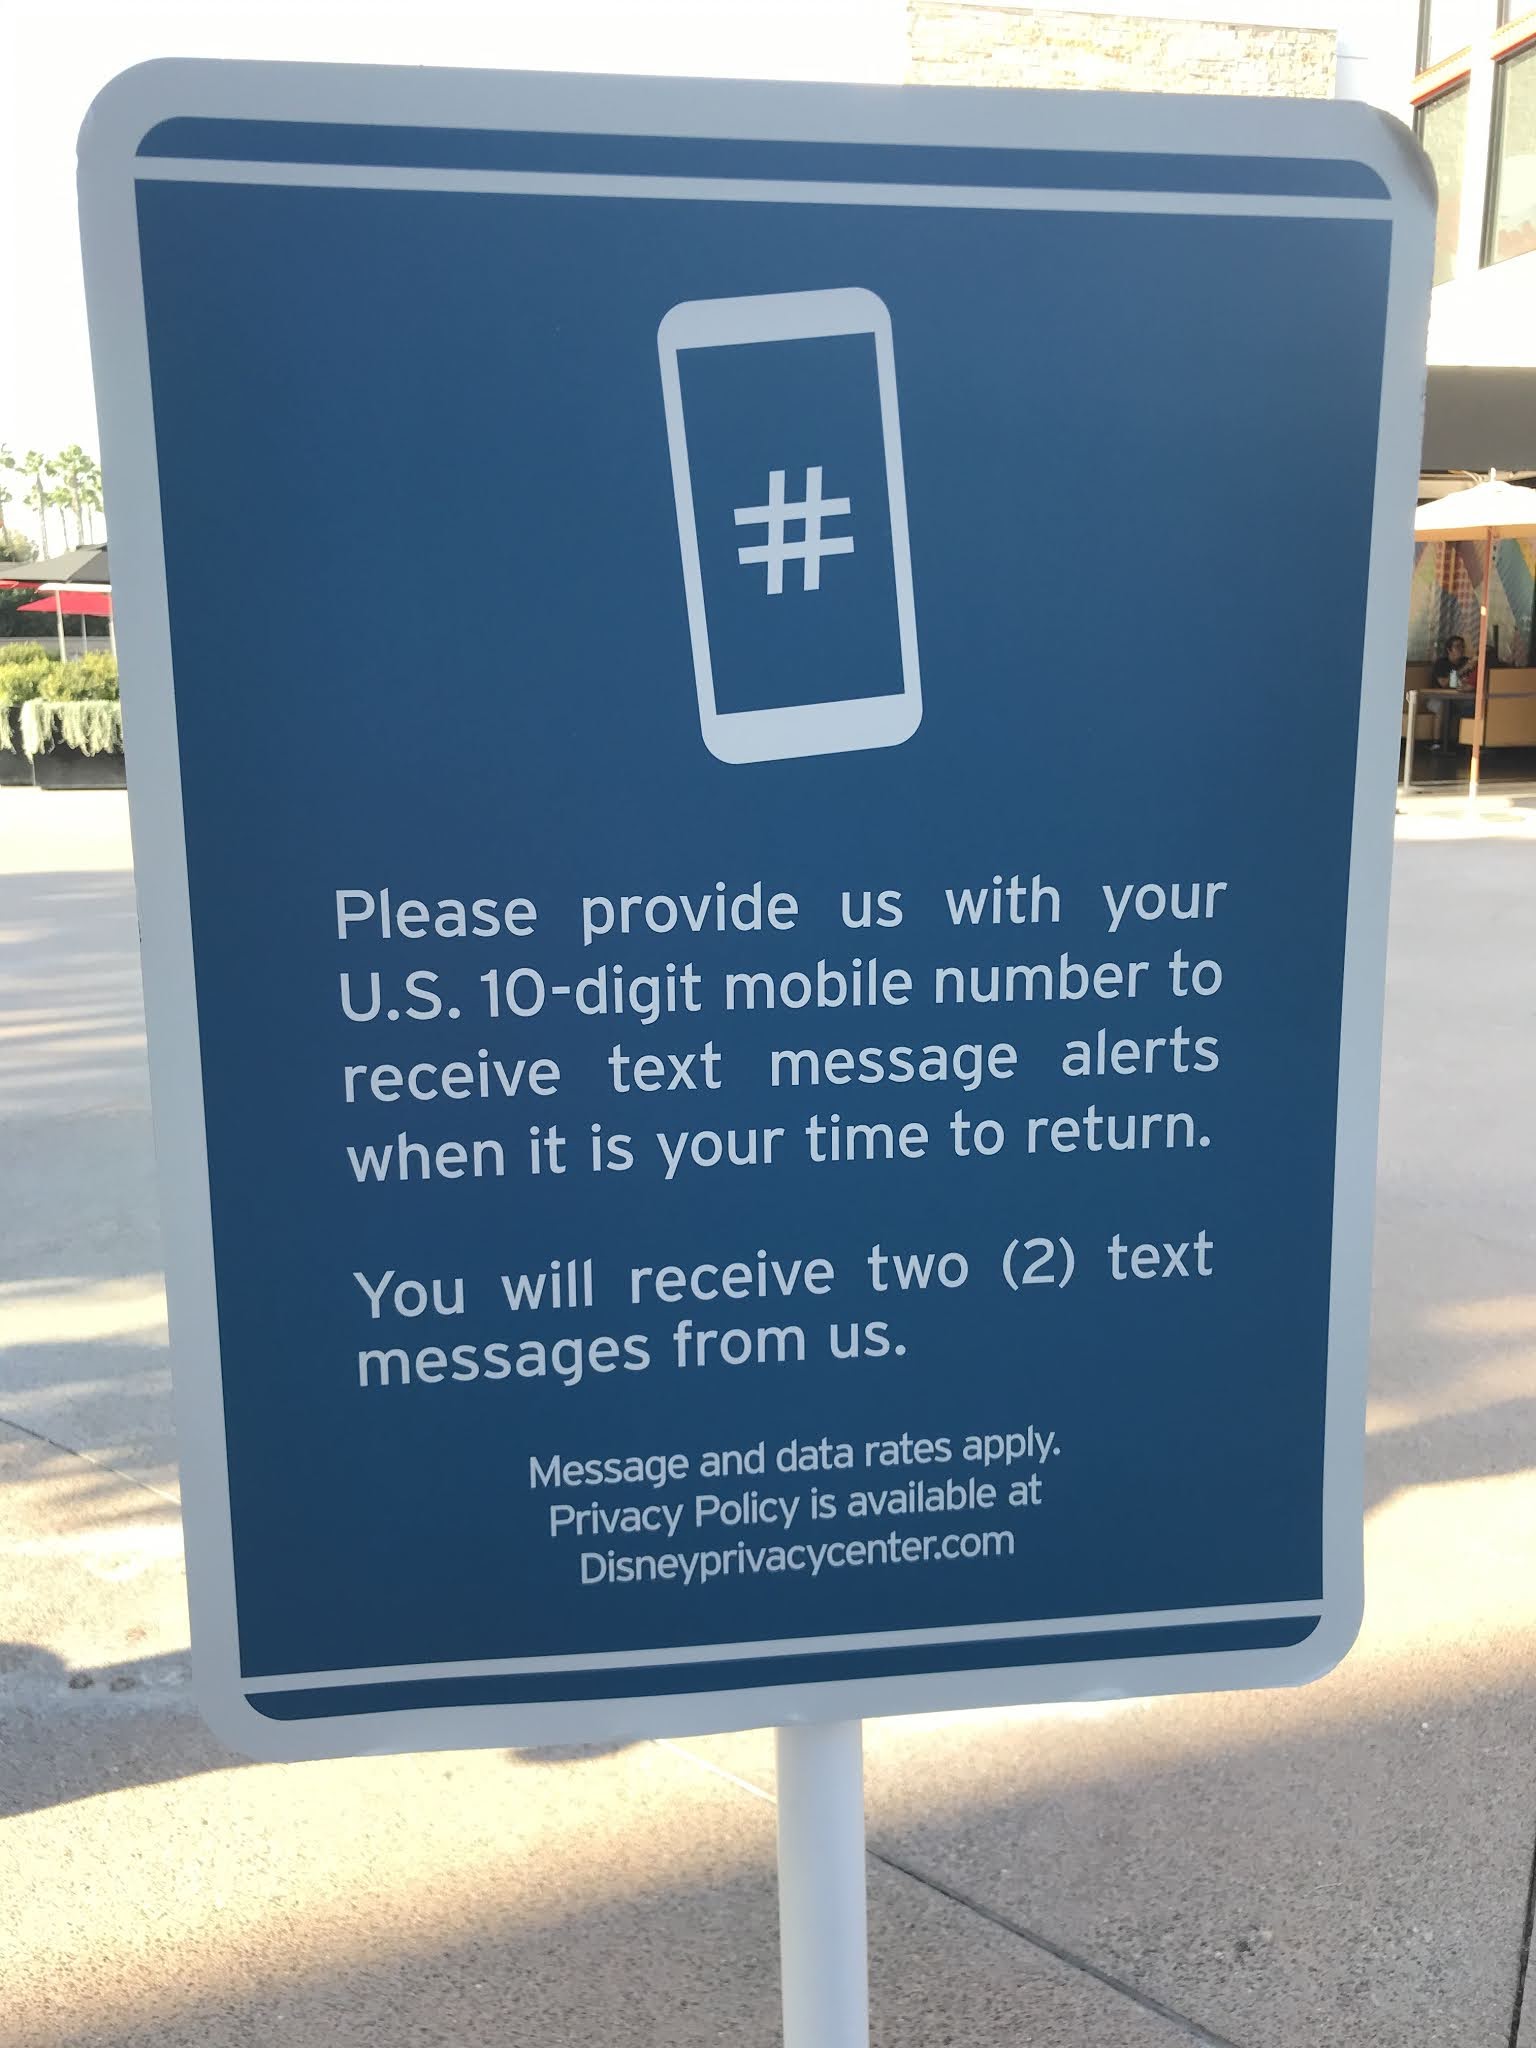 #
Please provide us with your
U.S. 10-digit mobile number to
receive text message alerts
when it is your time to return.
You will receive two (2) text
messages from us.
Message and data rates apply.
Privacy Policy is available at
Disneyprivacycenter.com